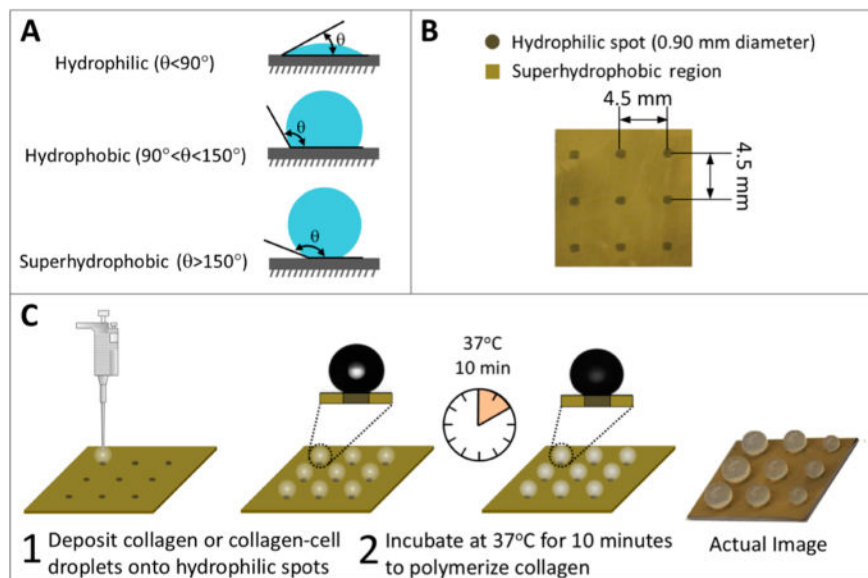 A
Hydrophilic (θ<90°)
θ
Hydrophobic (90°<θ<150°)
θ
Superhydrophobic (θ>150°)
θ
B
Hydrophilic spot (0.90 mm diameter)
Superhydrophobic region
4.5 mm
4.5 mm
C
37°C
10 min
1 Deposit collagen or collagen-cell
droplets onto hydrophilic spots
2 Incubate at 37°C for 10 minutes
to polymerize collagen
Actual Image